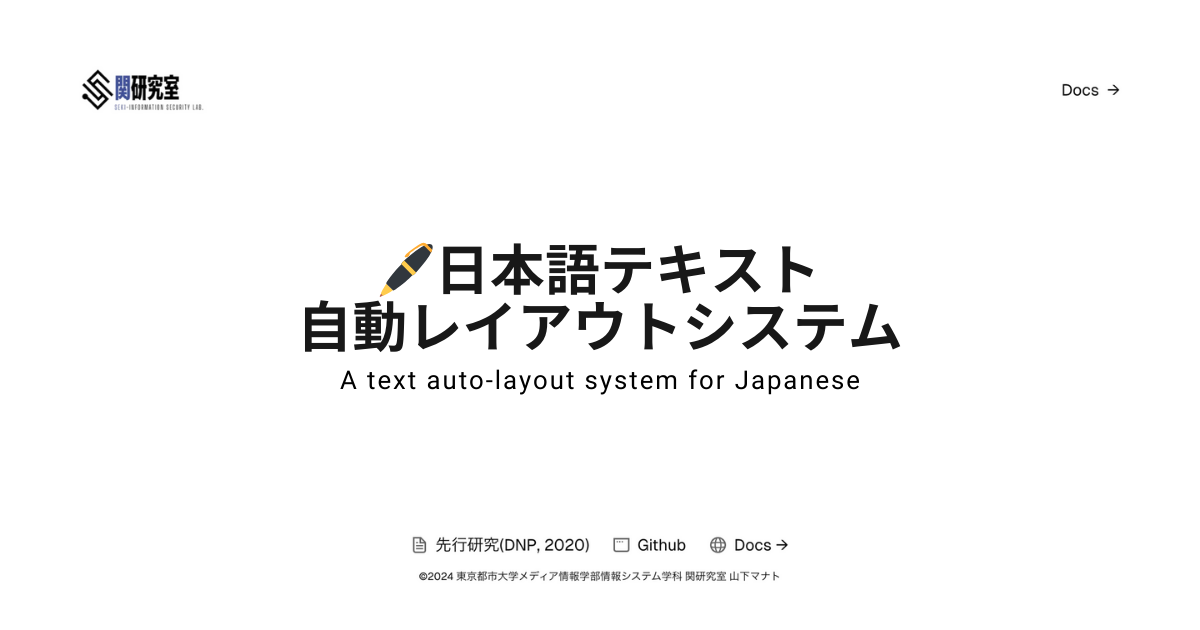 関研究室
SEKI-INFORMATION SECURITY LAB.
Docs →
日本語テキスト
自動レイアウトシステム
A text auto-layout system for Japanese
先行研究(DNP, 2020) Github Docs →
©2024 東京都市大学メディア情報学部情報システム学科 関研究室 山下マナト